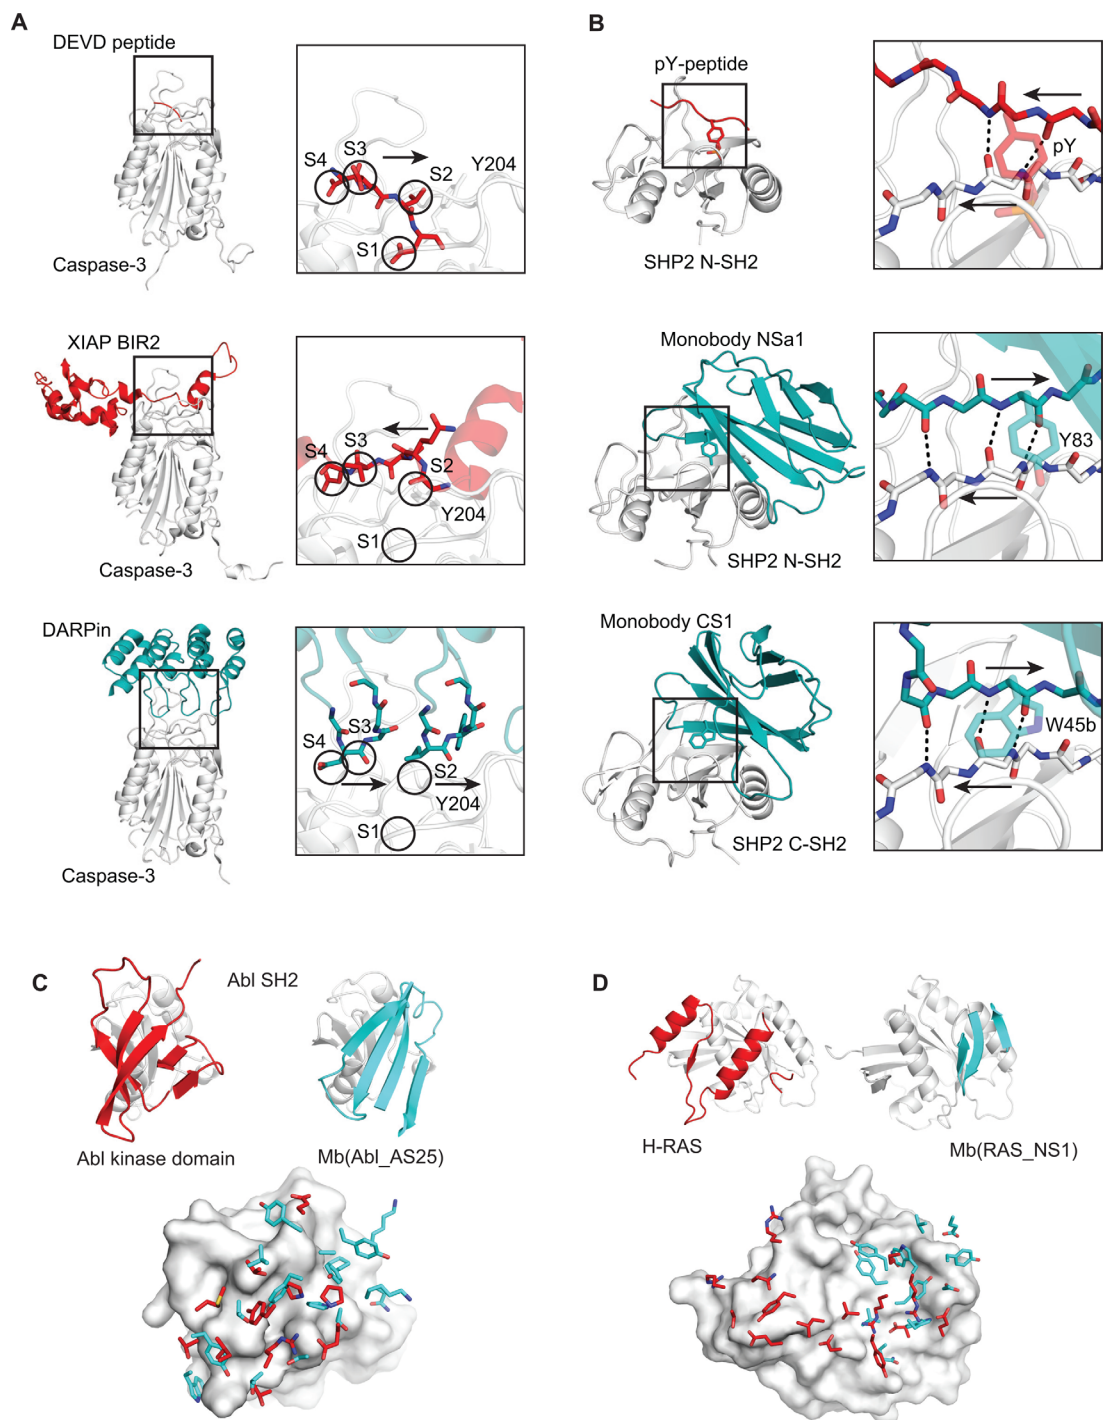 A
DEVD peptide
Caspase-3
S4
S3
S2
Y204
S1
XIAP BIR2
Caspase-3
S4
S3
S2
Y204
S1
DARPin
Caspase-3
S4
S3
S2
Y204
S1
B
pY-peptide
SHP2 N-SH2
pY
Monobody NSa1
SHP2 N-SH2
Y83
Monobody CS1
SHP2 C-SH2
W45b
C
Abl SH2
Abl kinase domain
Mb(Abl_AS25)
D
H-RAS
Mb(RAS_NS1)